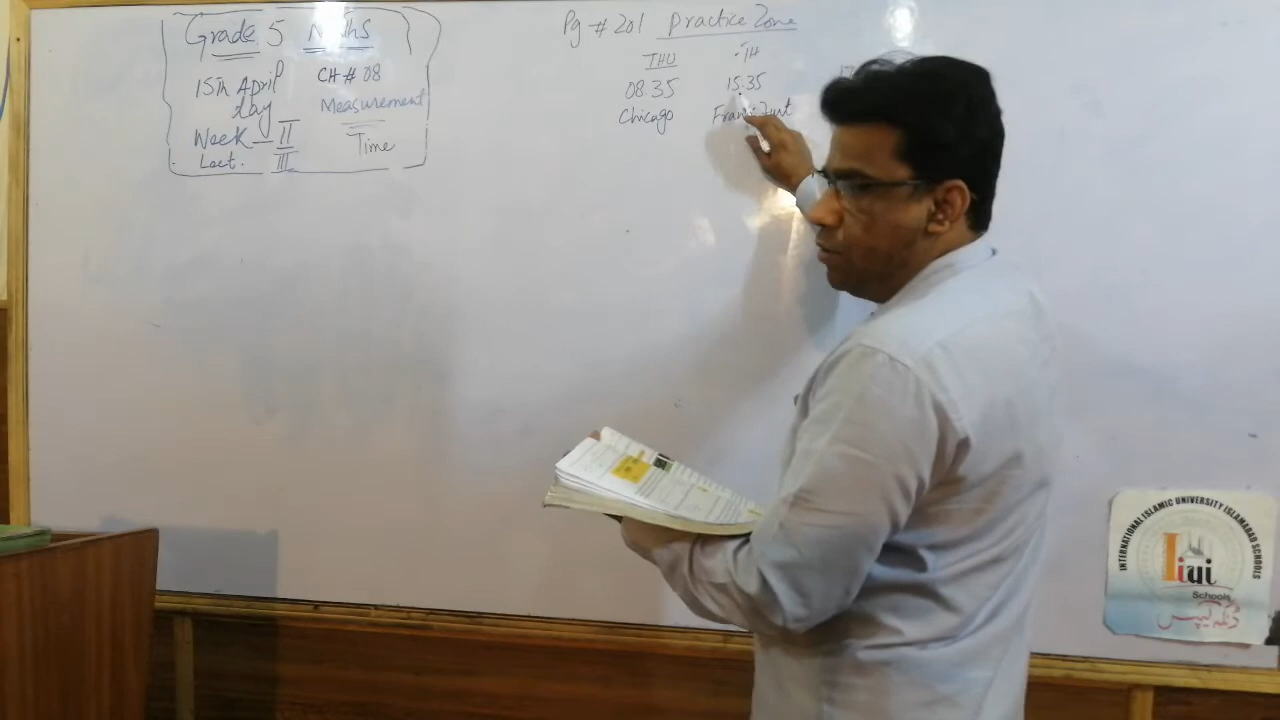 Grade 5 Maths
15th April CH # 08
day Measurement
Week - II
Time
Lect. III
Pg # 201 Practice Zone
THU TH
08.35 15.35
Chicago Frankfurt
INTERNATIONAL ISLAMIC UNIVERSITY ISLAMABAD SCHOOLS
Iiui
Schools